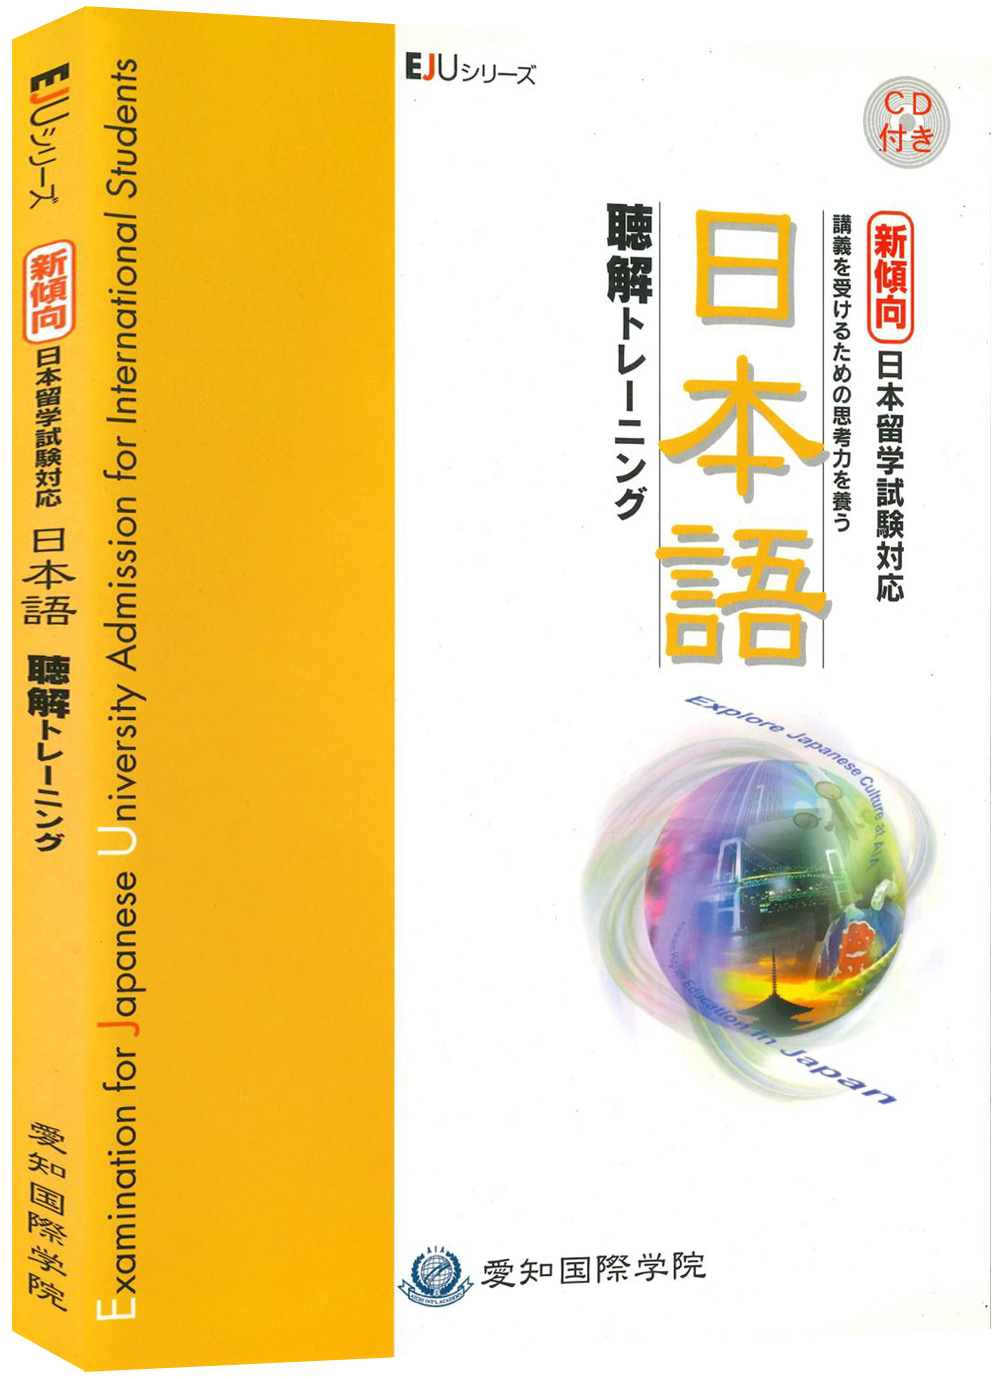 EJUシリーズ
新傾向
日本留学試験対応
日本語
聴解トレーニング
愛知国際学院
Examination for Japanese University Admission for International Students
EJUシリーズ
CD
付き
新傾向 日本留学試験対応
講義を受けるための思考力を養う
日本語
聴解トレーニング
Explore Japanese Culture at AIA
Education in Japan
AIA
AICHI INT'L ACADEMY
愛知国際学院